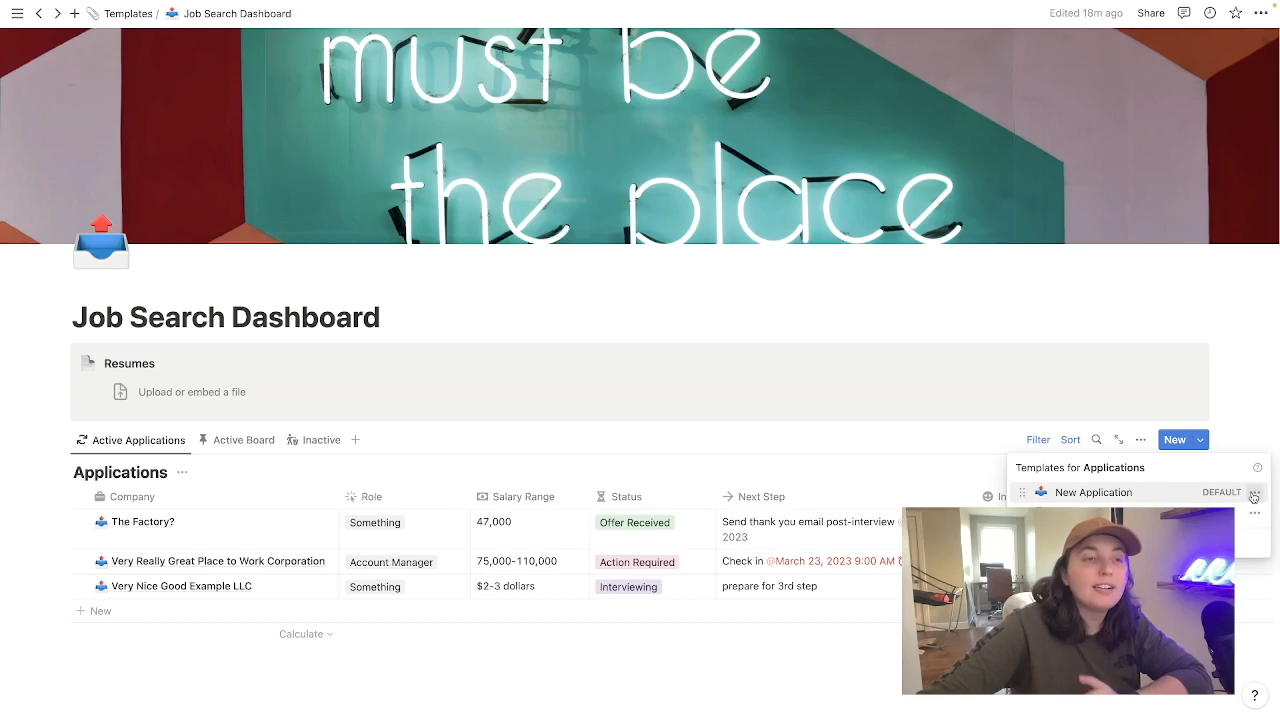 Templates / Job Search Dashboard
Edited 18m ago Share
must be
the place
Job Search Dashboard
Resumes
Upload or embed a file
Active Applications Active Board Inactive +
Filter Sort New
Applications
Templates for Applications
New Application DEFAULT
Company Role Salary Range Status Next Step In
The Factory? Something 47,000 Offer Received Send thank you email post-interview @
2023
Very Really Great Place to Work Corporation Account Manager 75,000-110,000 Action Required Check in @March 23, 2023 9:00 AM
Very Nice Good Example LLC Something $2-3 dollars Interviewing prepare for 3rd step
+ New
Calculate
?